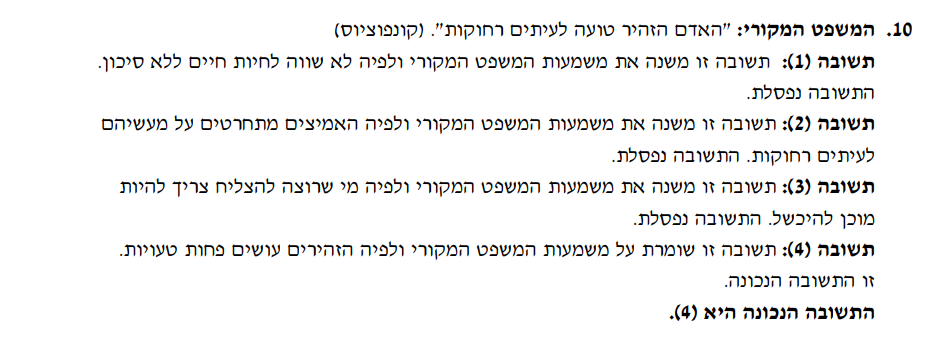 10. המשפט המקורי: "האדם הזהיר טועה לעיתים רחוקות". (קונפוציוס)
תשובה (1): תשובה זו משנה את משמעות המשפט המקורי ולפיה לא שווה לחיות חיים ללא סיכון.
התשובה נפסלת.
תשובה (2): תשובה זו משנה את משמעות המשפט המקורי ולפיה האמיצים מתחרטים על מעשיהם
לעיתים רחוקות. התשובה נפסלת.
תשובה (3): תשובה זו משנה את משמעות המשפט המקורי ולפיה מי שרוצה להצליח צריך להיות
מוכן להיכשל. התשובה נפסלת.
תשובה (4): תשובה זו שומרת על משמעות המשפט המקורי ולפיה הזהירים עושים פחות טעויות.
זו התשובה הנכונה.
התשובה הנכונה היא (4).